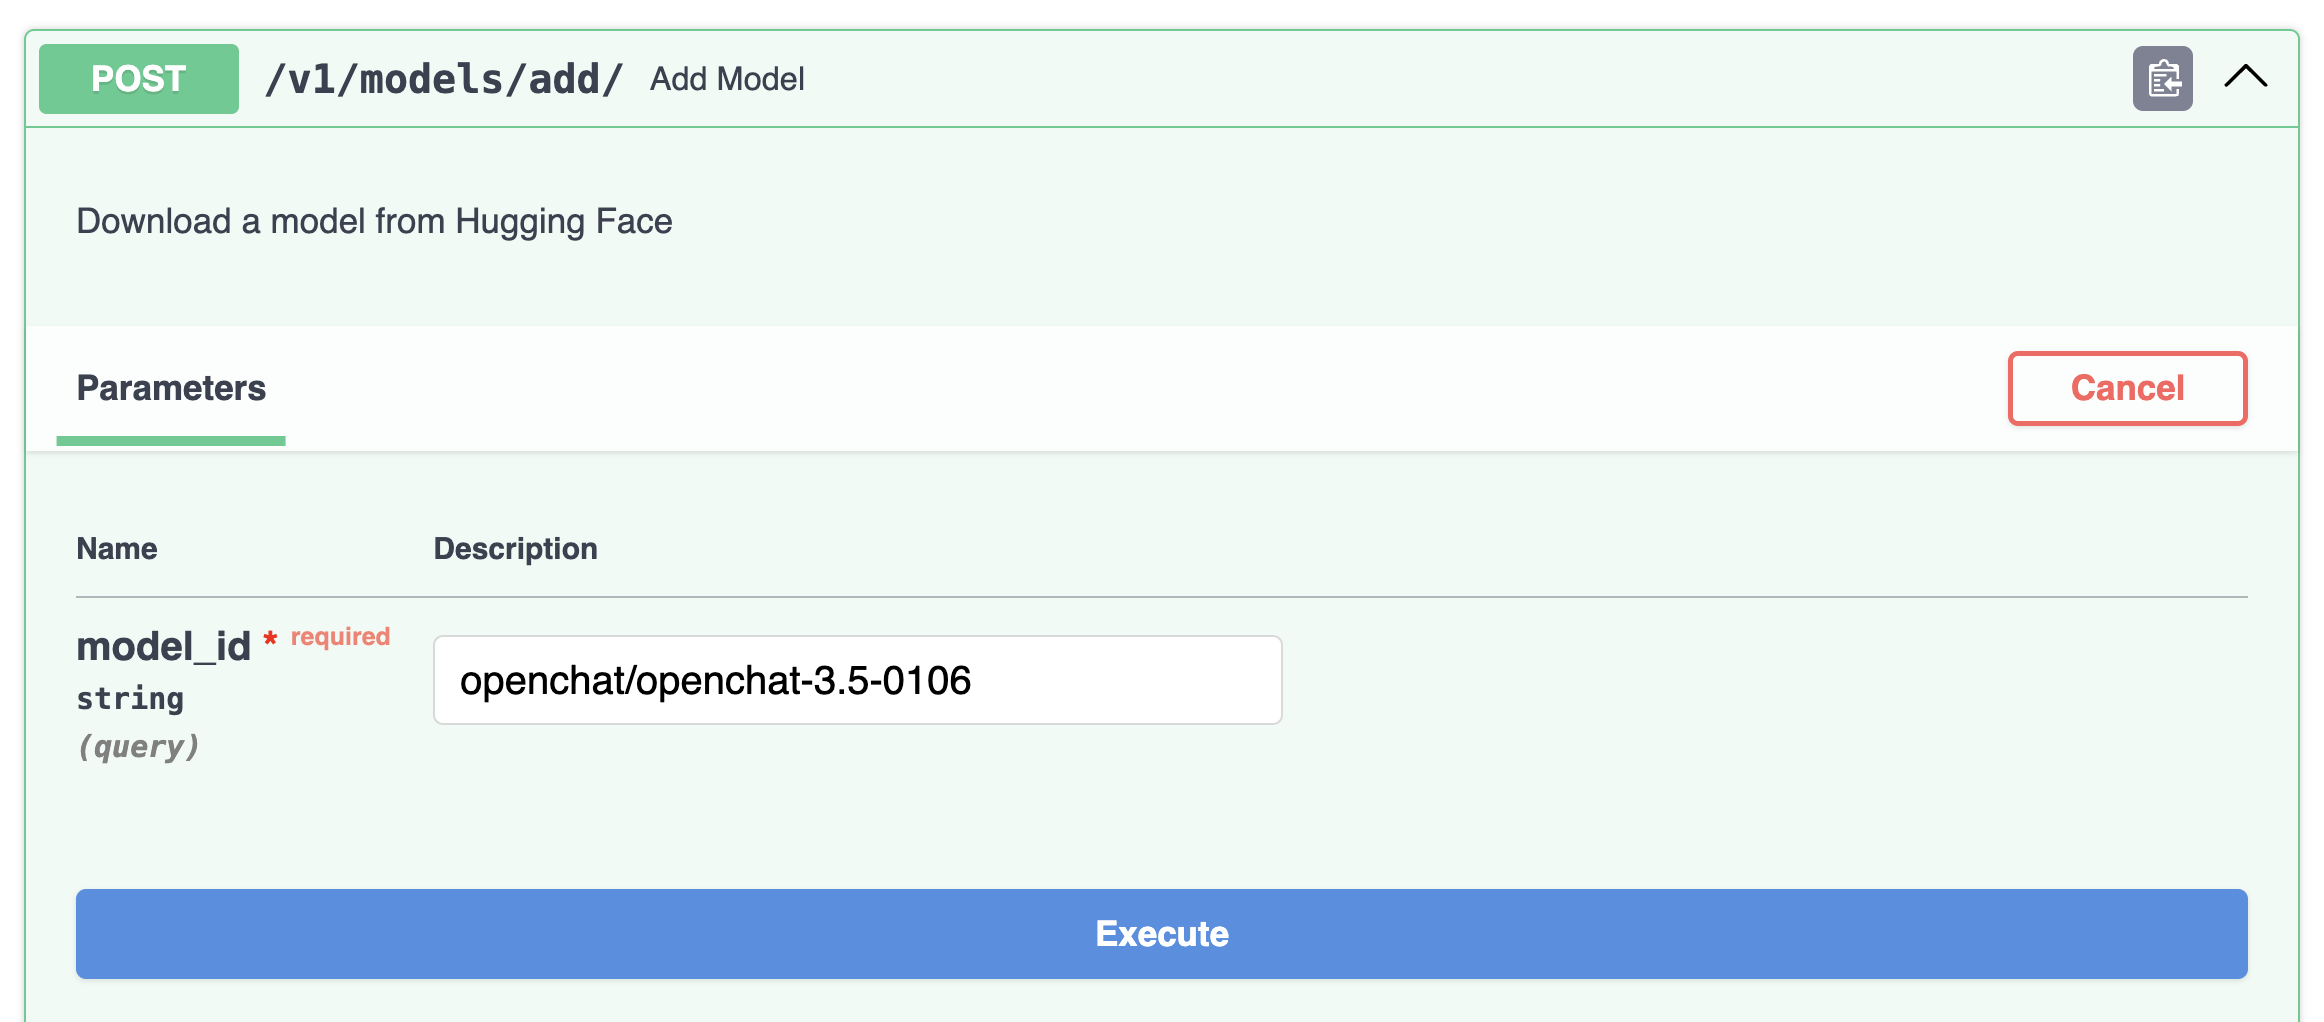 POST /v1/models/add/ Add Model
Download a model from Hugging Face
Parameters Cancel
Name Description
model_id * required
string
(query)
openchat/openchat-3.5-0106
Execute